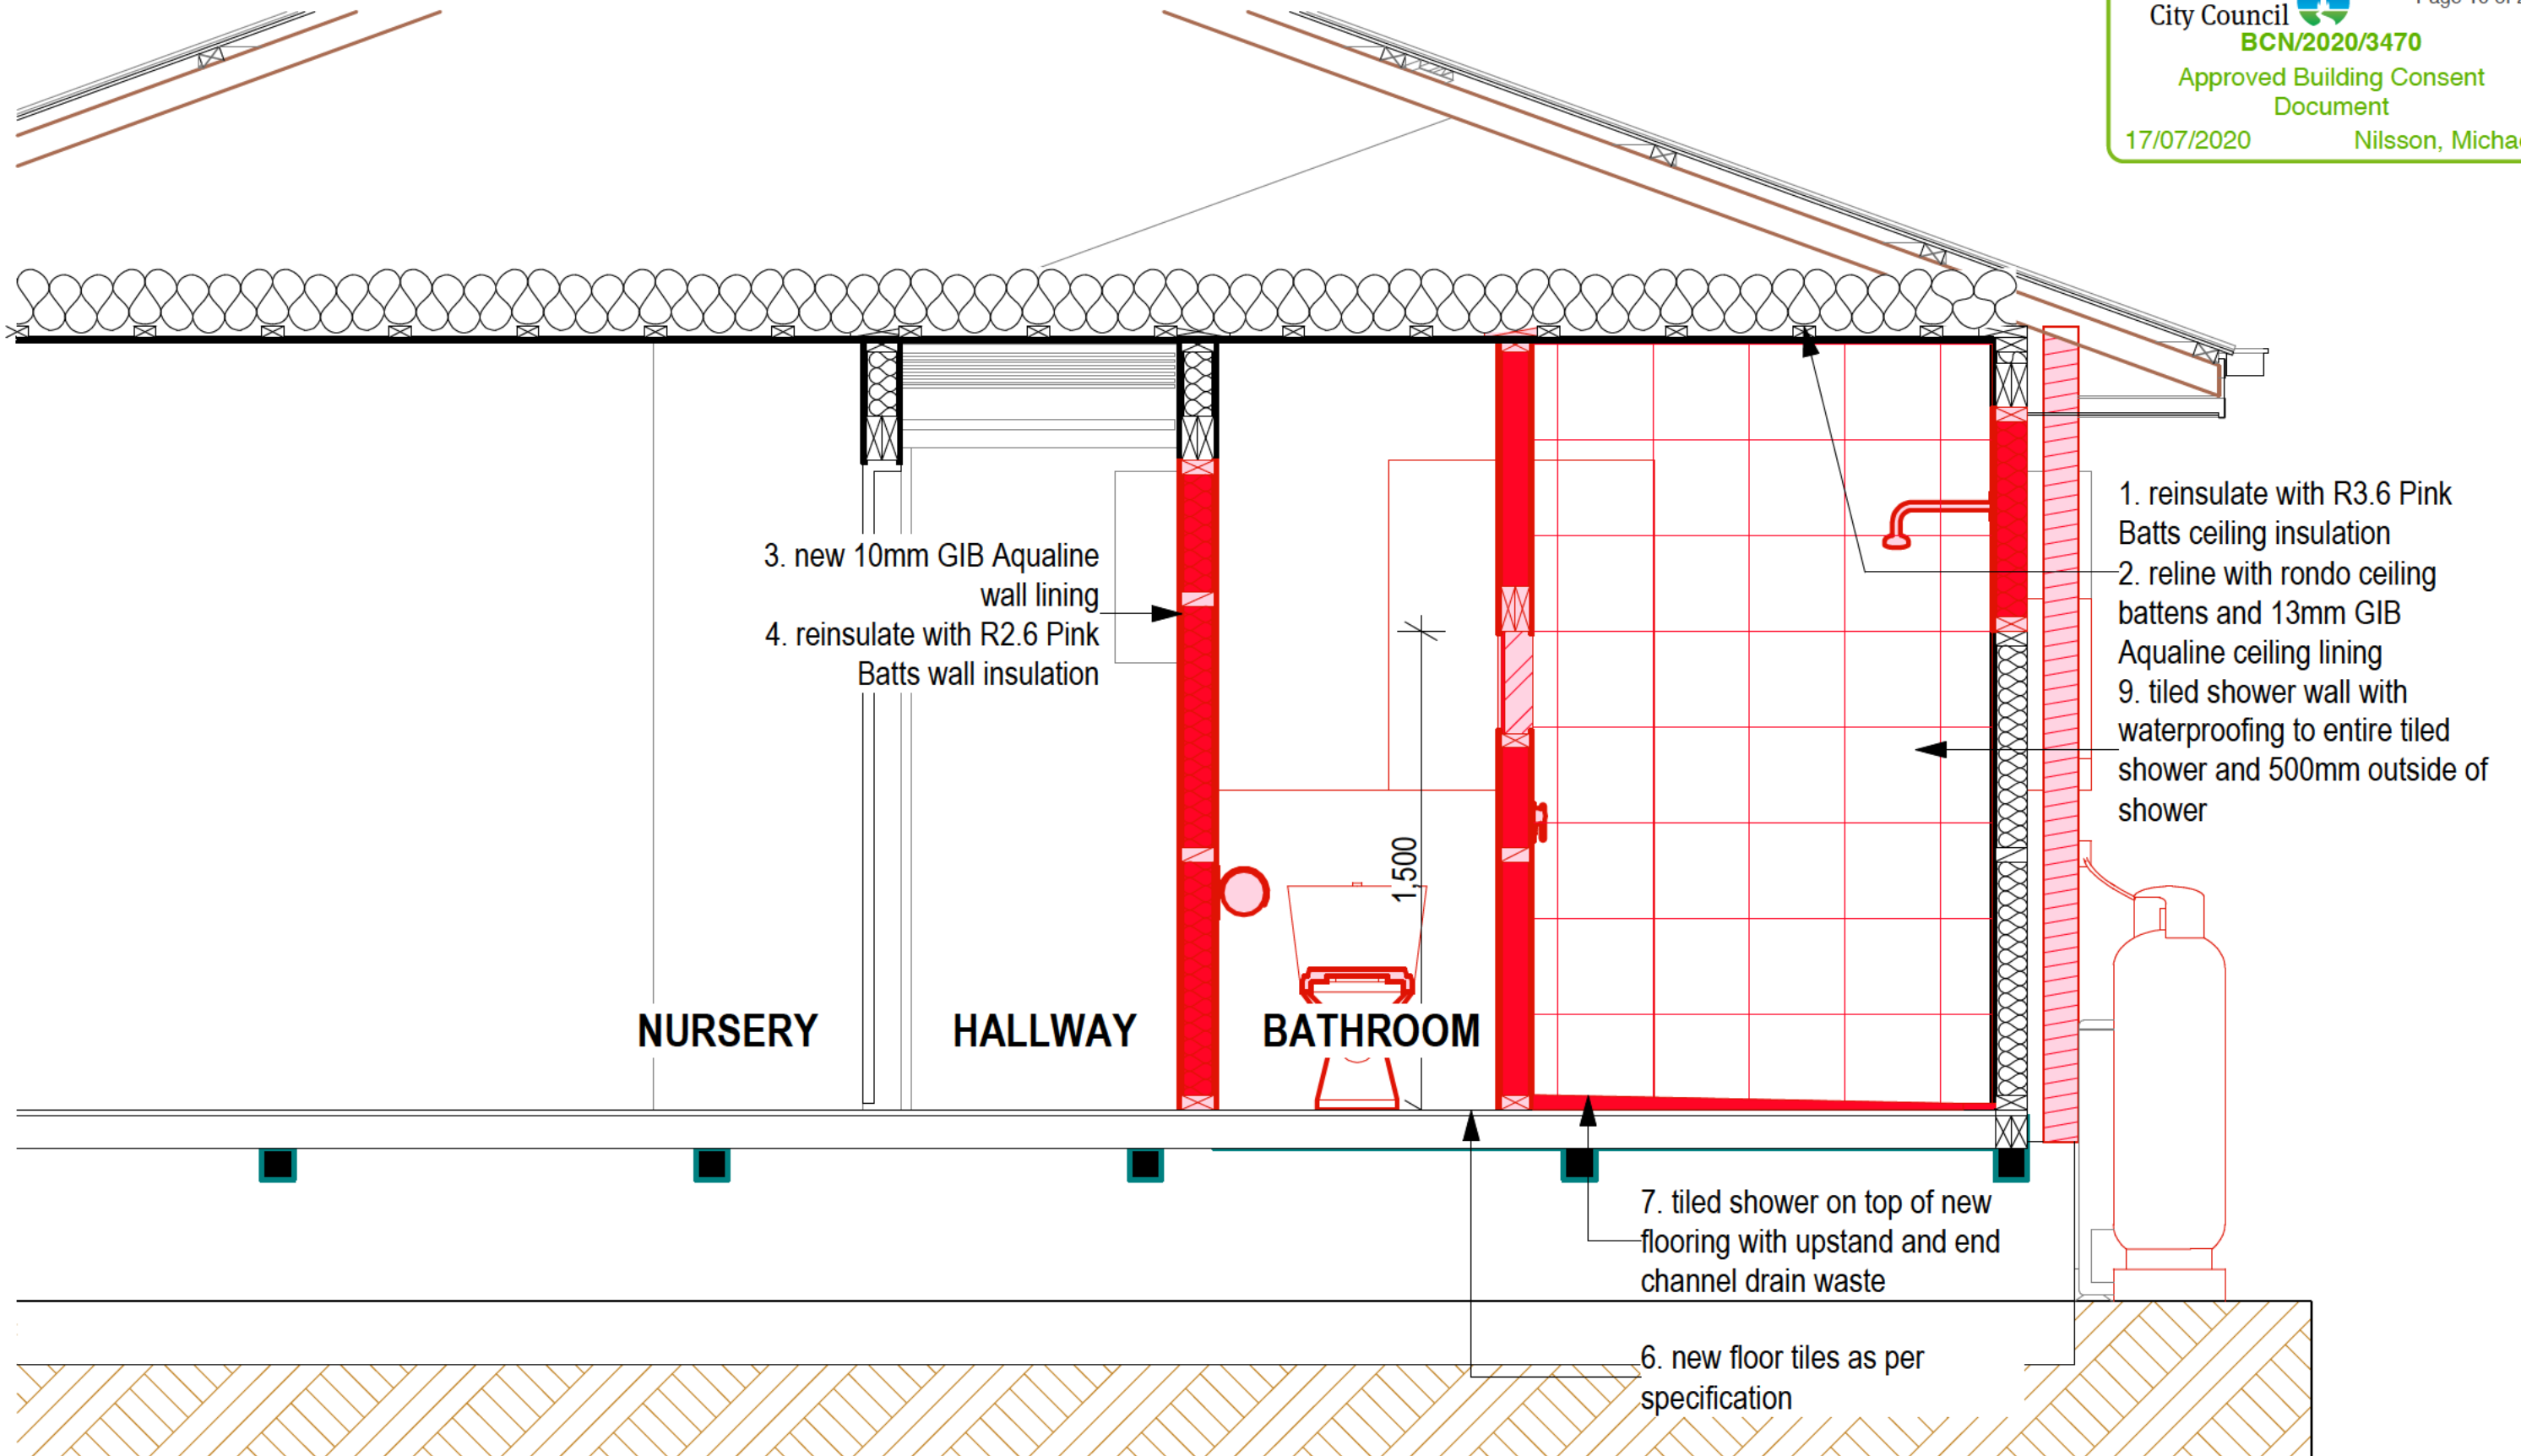 City Council
BCN/2020/3470
Approved Building Consent
Document
17/07/2020 Nilsson,
1. reinsulate with R3.6 Pink
Batts ceiling insulation
2. reline with rondo ceiling
battens and 13mm GIB
Aqualine ceiling lining
9. tiled shower wall with
waterproofing to entire tiled
shower and 500mm outside of
shower
3. new 10mm GIB Aqualine
wall lining
4. reinsulate with R2.6 Pink
Batts wall insulation
1,500
NURSERY
HALLWAY
BATHROOM
7. tiled shower on top of new
flooring with upstand and end
channel drain waste
6. new floor tiles as per
specification